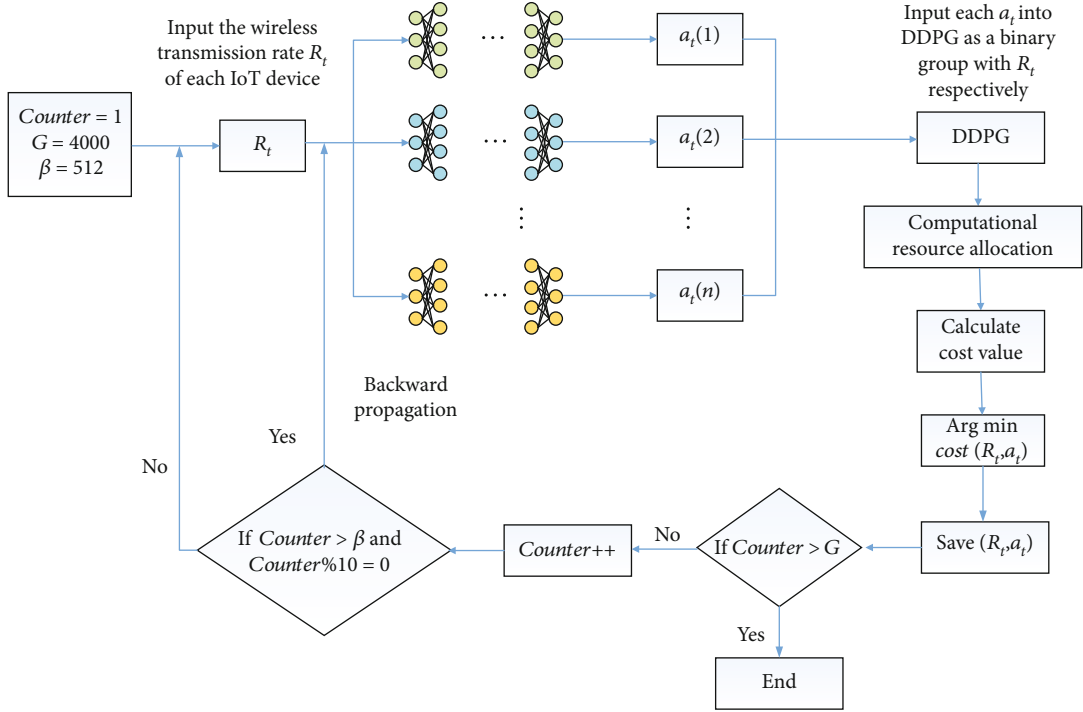 Input the wireless
transmission rate R_t
of each IoT device
Counter = 1
G = 4000
β = 512
R_t
...
a_t(1)
...
a_t(2)
⋮
⋮
...
a_t(n)
Input each a_t into
DDPG as a binary
group with R_t
respectively
DDPG
Computational
resource allocation
Calculate
cost value
Arg min
cost (R_t,a_t)
Save (R_t,a_t)
If Counter > G
No
Yes
End
Counter++
If Counter > β and
Counter%10 = 0
No
Yes
Backward
propagation